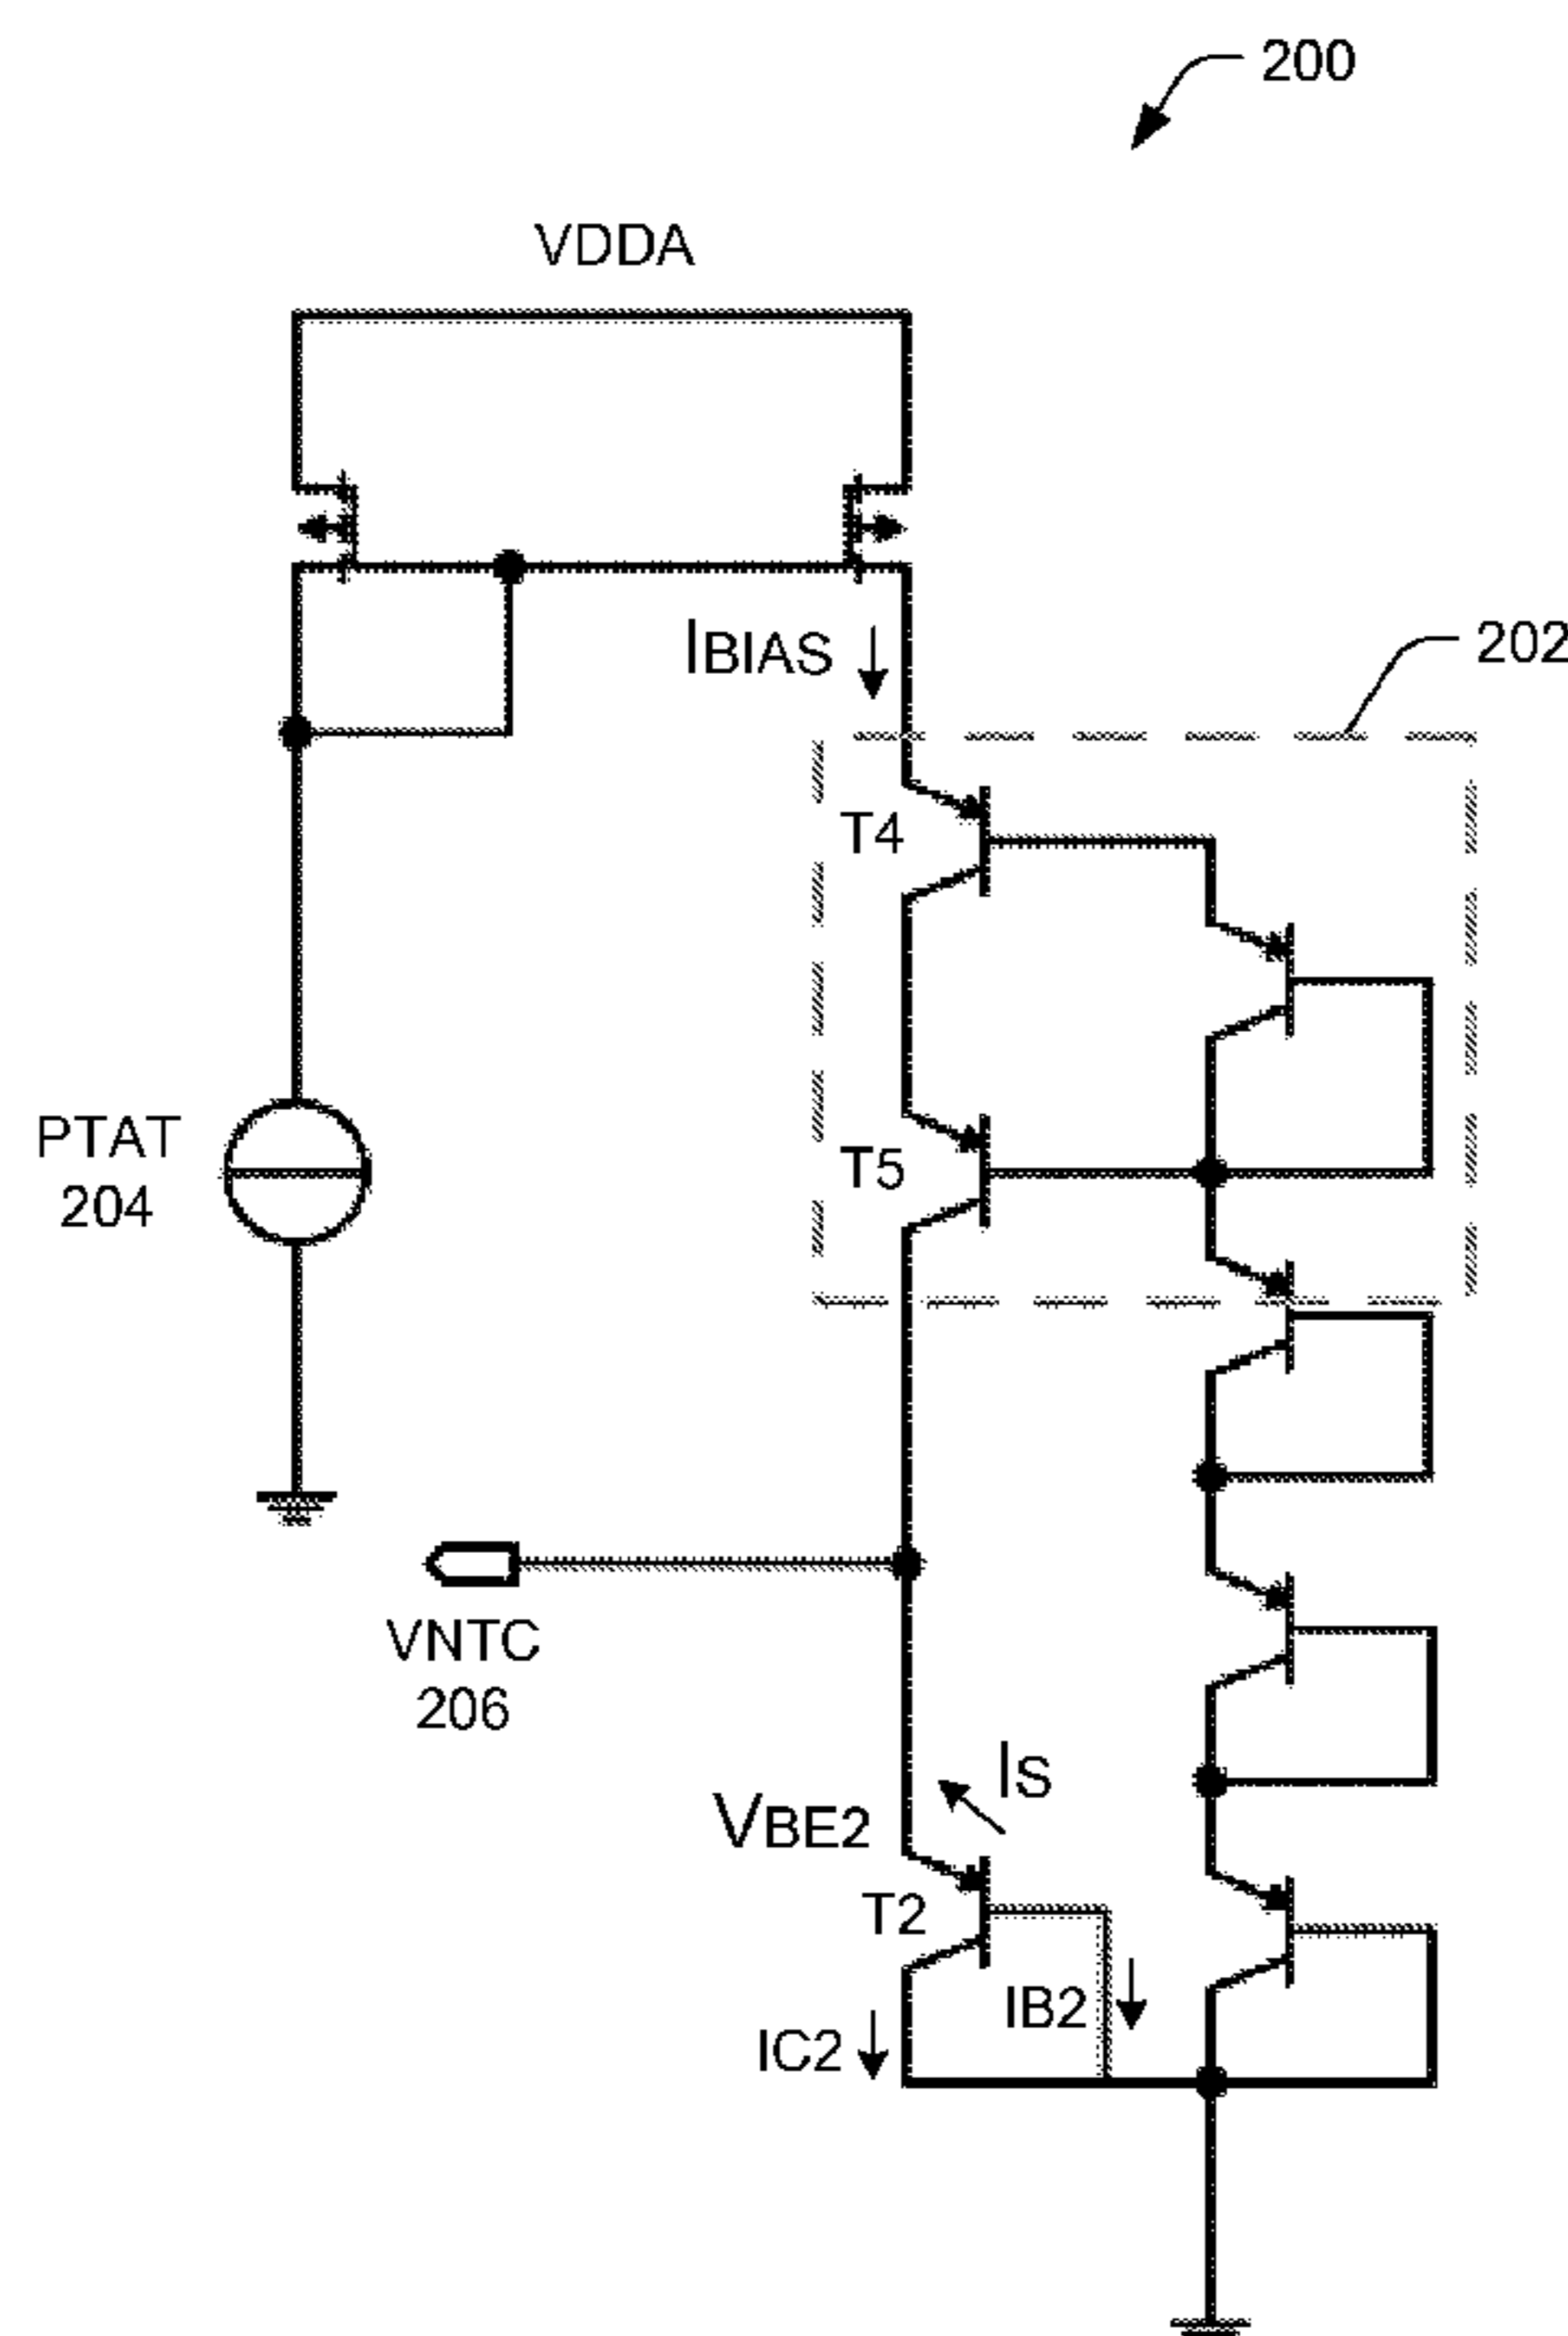 200
VDDA
IBIAS
202
T4
PTAT
204
T5
VNTC
206
IS
VBE2
T2
IB2
IC2